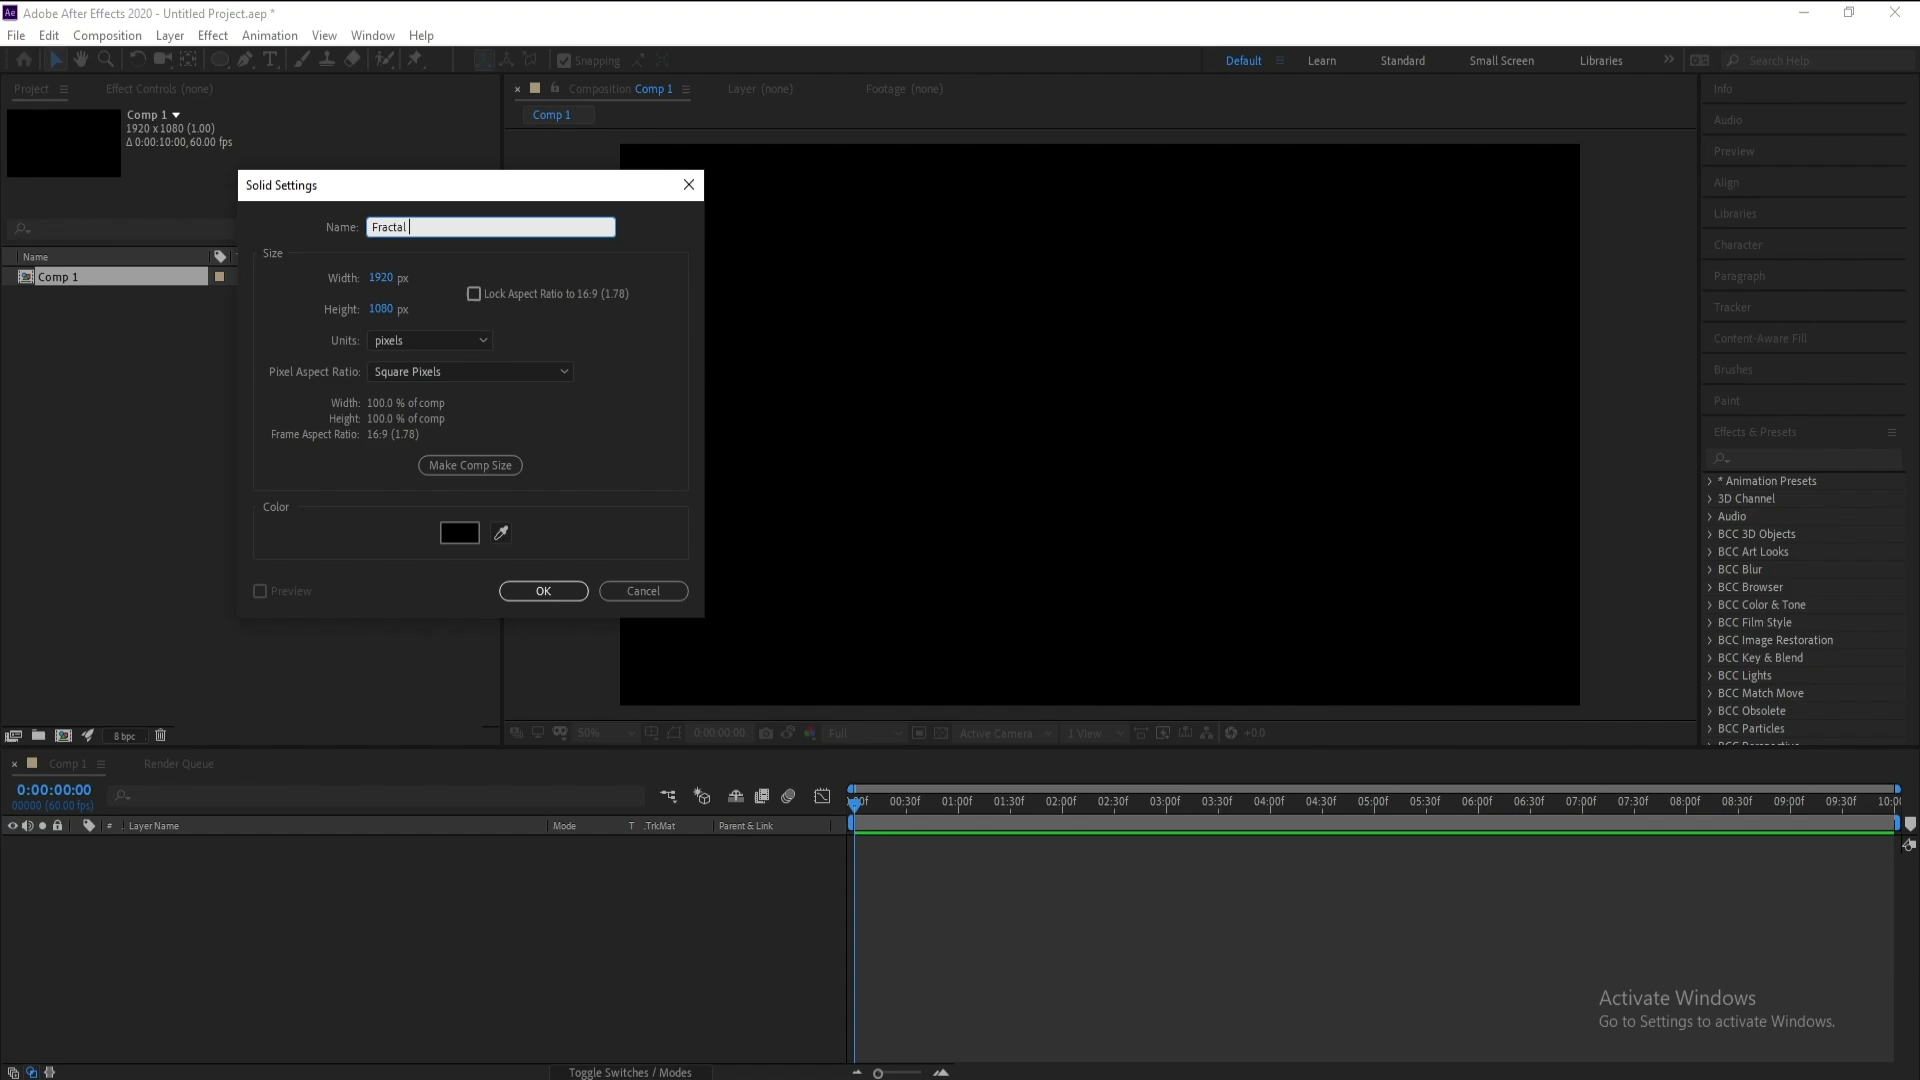 Ae Adobe After Effects 2020 - Untitled Project.aep *
File Edit Composition Layer Effect Animation View Window Help
Snapping Default Learn Standard Small Screen Libraries Search Help
Project Effect Controls (none)
Composition Comp 1 Layer (none) Footage (none)
Comp 1
Comp 1
1920 x 1080 (1.00)
Δ 0:00:10:00, 60.00 fps
Name
Comp 1
8 bpc
Solid Settings
Name: Fractal
Size
Width: 1920 px
Lock Aspect Ratio to 16:9 (1.78)
Height: 1080 px
Units: pixels
Pixel Aspect Ratio: Square Pixels
Width: 100.0 % of comp
Height: 100.0 % of comp
Frame Aspect Ratio: 16:9 (1.78)
Make Comp Size
Color
Preview OK Cancel
50% 0:00:00:00 Full Active Camera 1 View +0.0
Info
Audio
Preview
Align
Libraries
Character
Paragraph
Tracker
Content-Aware Fill
Brushes
Paint
Effects & Presets
* Animation Presets
3D Channel
Audio
BCC 3D Objects
BCC Art Looks
BCC Blur
BCC Browser
BCC Color & Tone
BCC Film Style
BCC Image Restoration
BCC Key & Blend
BCC Lights
BCC Match Move
BCC Obsolete
BCC Particles
Comp 1 Render Queue
0:00:00:00
00000 (60.00 fps)
# Layer Name Mode T .TrkMat Parent & Link
00:30f 01:00f 01:30f 02:00f 02:30f 03:00f 03:30f 04:00f 04:30f 05:00f 05:30f 06:00f 06:30f 07:00f 07:30f 08:00f 08:30f 09:00f 09:30f
Activate Windows
Go to Settings to activate Windows.
Toggle Switches / Modes